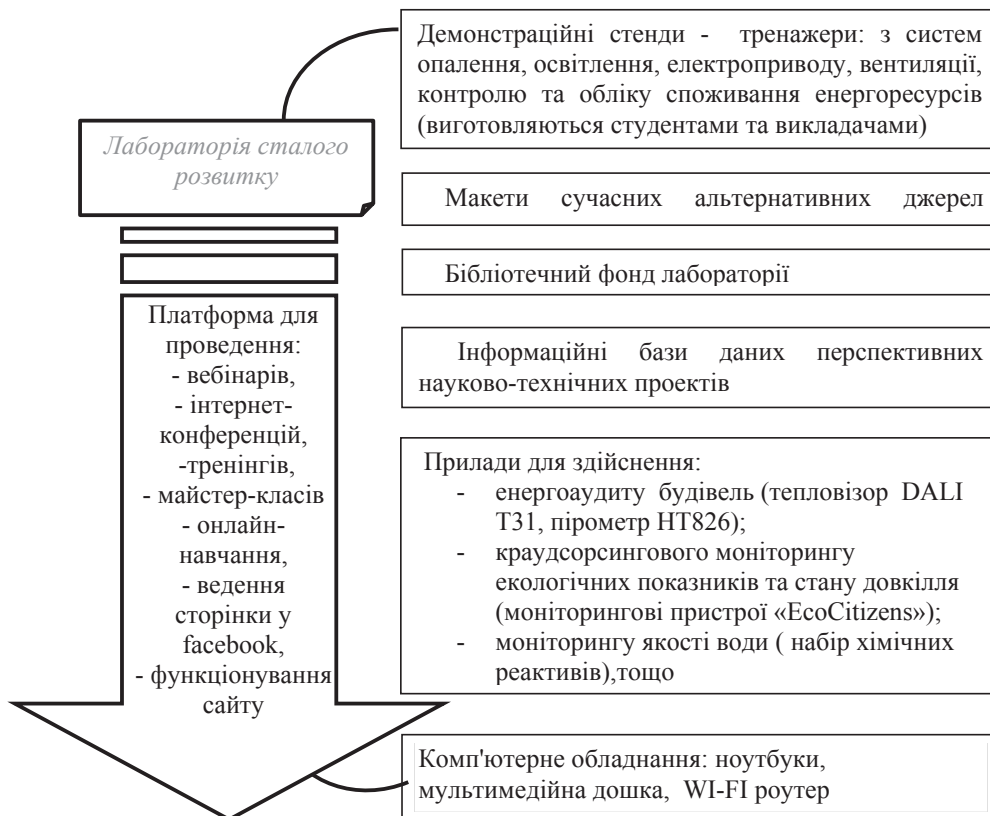 Лабораторія сталого
розвитку
Платформа для
проведення:
- вебінарів,
- інтернет-
конференцій,
-тренінгів,
- майстер-класів
- онлайн-
навчання,
- ведення
сторінки у
facebook,
- функціонування
сайту
Демонстраційні стенди - тренажери: з систем
опалення, освітлення, електроприводу, вентиляції,
контролю та обліку споживання енергоресурсів
(виготовляються студентами та викладачами)
Макети сучасних альтернативних джерел
Бібліотечний фонд лабораторії
Інформаційні бази даних перспективних
науково-технічних проектів
Прилади для здійснення:
- енергоаудиту будівель (тепловізор DALI
T31, пірометр HT826);
- краудсорсингового моніторингу
екологічних показників та стану довкілля
(моніторингові пристрої «EcoCitizens»);
- моніторингу якості води ( набір хімічних
реактивів),тощо
Комп'ютерне обладнання: ноутбуки,
мультимедійна дошка, WI-FI роутер